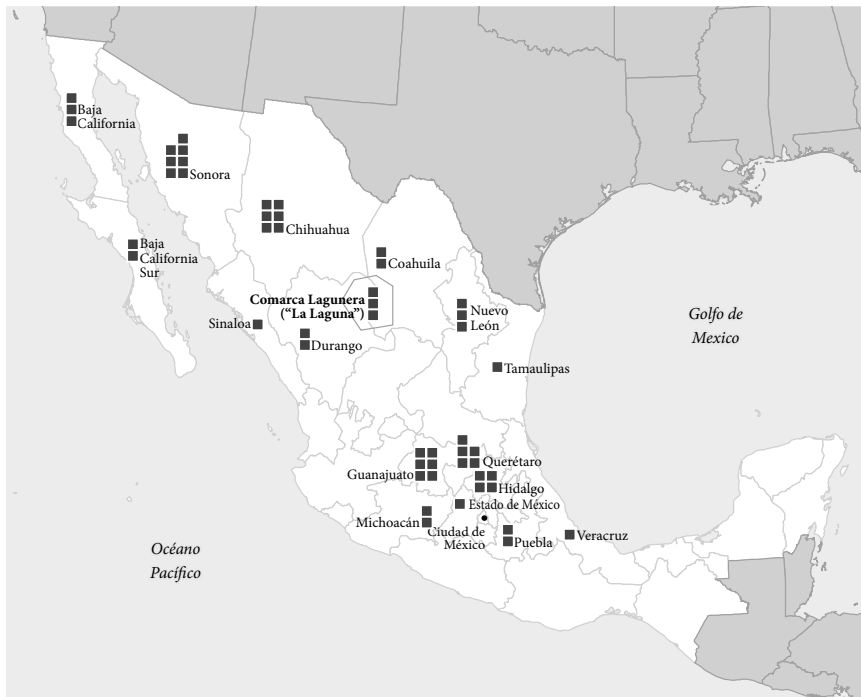 Baja
California
Sonora
Chihuahua
Baja
California
Sur
Coahuila
Comarca Lagunera
(“La Laguna”)
Nuevo
León
Sinaloa
Durango
Golfo de
Mexico
Tamaulipas
Querétaro
Guanajuato
Hidalgo
Estado de México
Michoacán
Ciudad de
México
Puebla
Veracruz
Océano
Pacífico